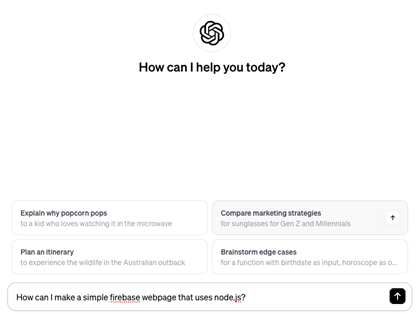 How can I help you today?
Explain why popcorn pops
to a kid who loves watching it in the microwave
Compare marketing strategies
for sunglasses for Gen Z and Millennials
Plan an itinerary
to experience the wildlife in the Australian outback
Brainstorm edge cases
for a function with birthdate as input, horoscope as o...
How can I make a simple firebase webpage that uses node.js?